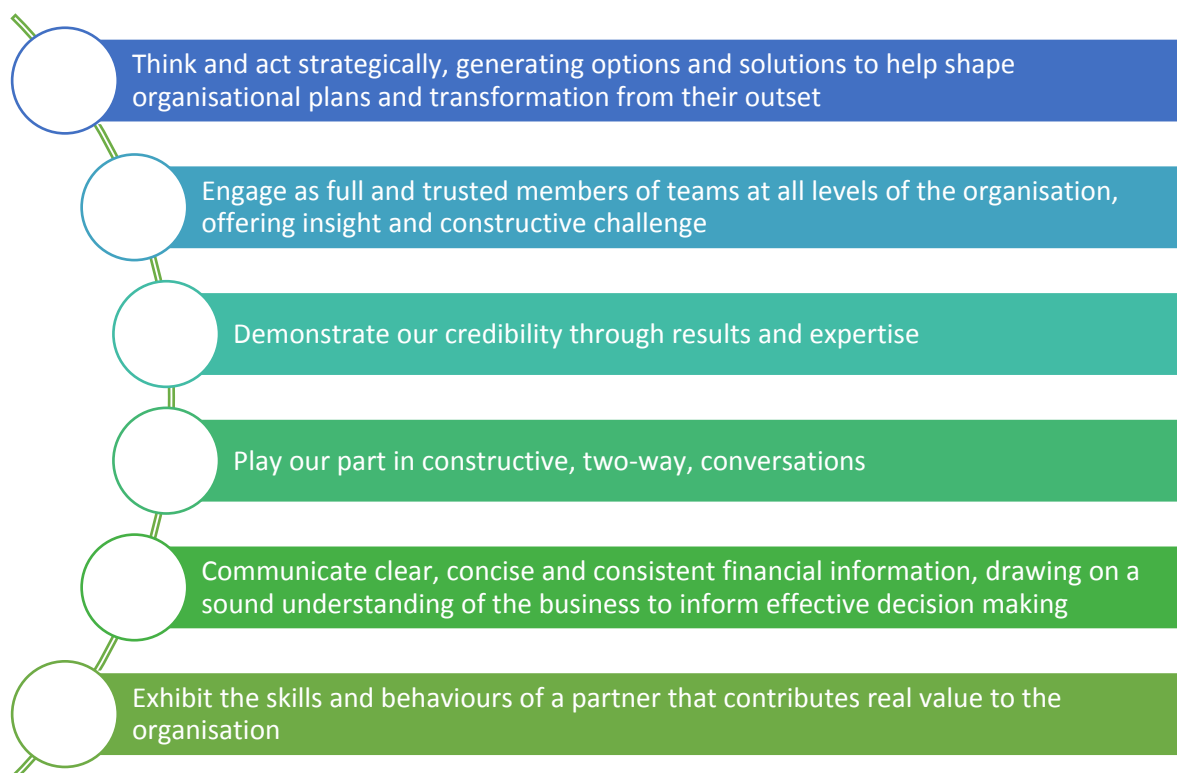 Think and act strategically, generating options and solutions to help shape
organisational plans and transformation from their outset
Engage as full and trusted members of teams at all levels of the organisation,
offering insight and constructive challenge
Demonstrate our credibility through results and expertise
Play our part in constructive, two-way, conversations
Communicate clear, concise and consistent financial information, drawing on a
sound understanding of the business to inform effective decision making
Exhibit the skills and behaviours of a partner that contributes real value to the
organisation